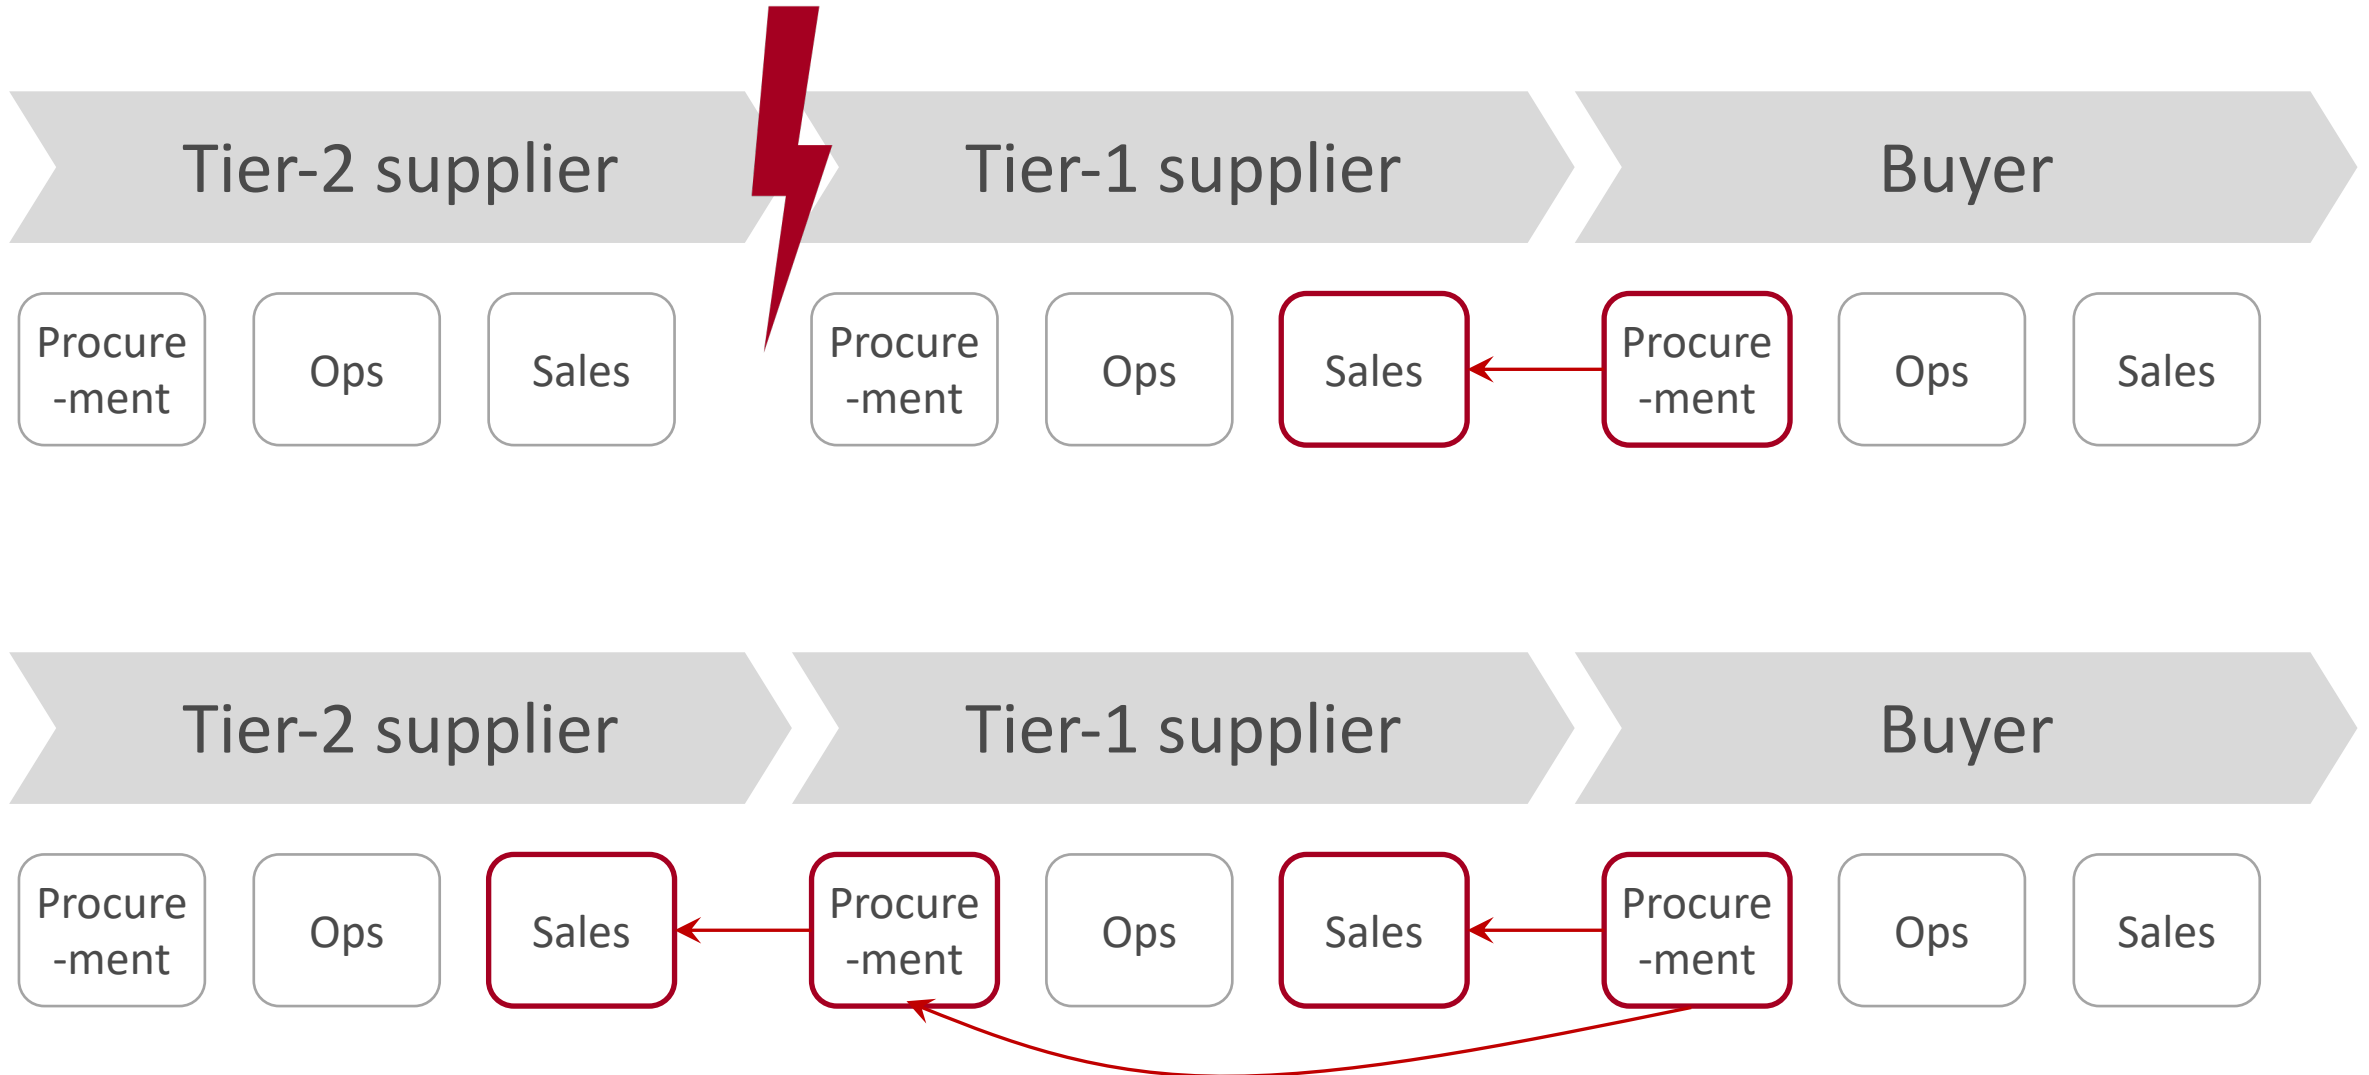 Tier-2 supplier
Tier-1 supplier
Buyer
Procure
-ment
Ops
Sales
Procure
-ment
Ops
Sales
Procure
-ment
Ops
Sales
Tier-2 supplier
Tier-1 supplier
Buyer
Procure
-ment
Ops
Sales
Procure
-ment
Ops
Sales
Procure
-ment
Ops
Sales